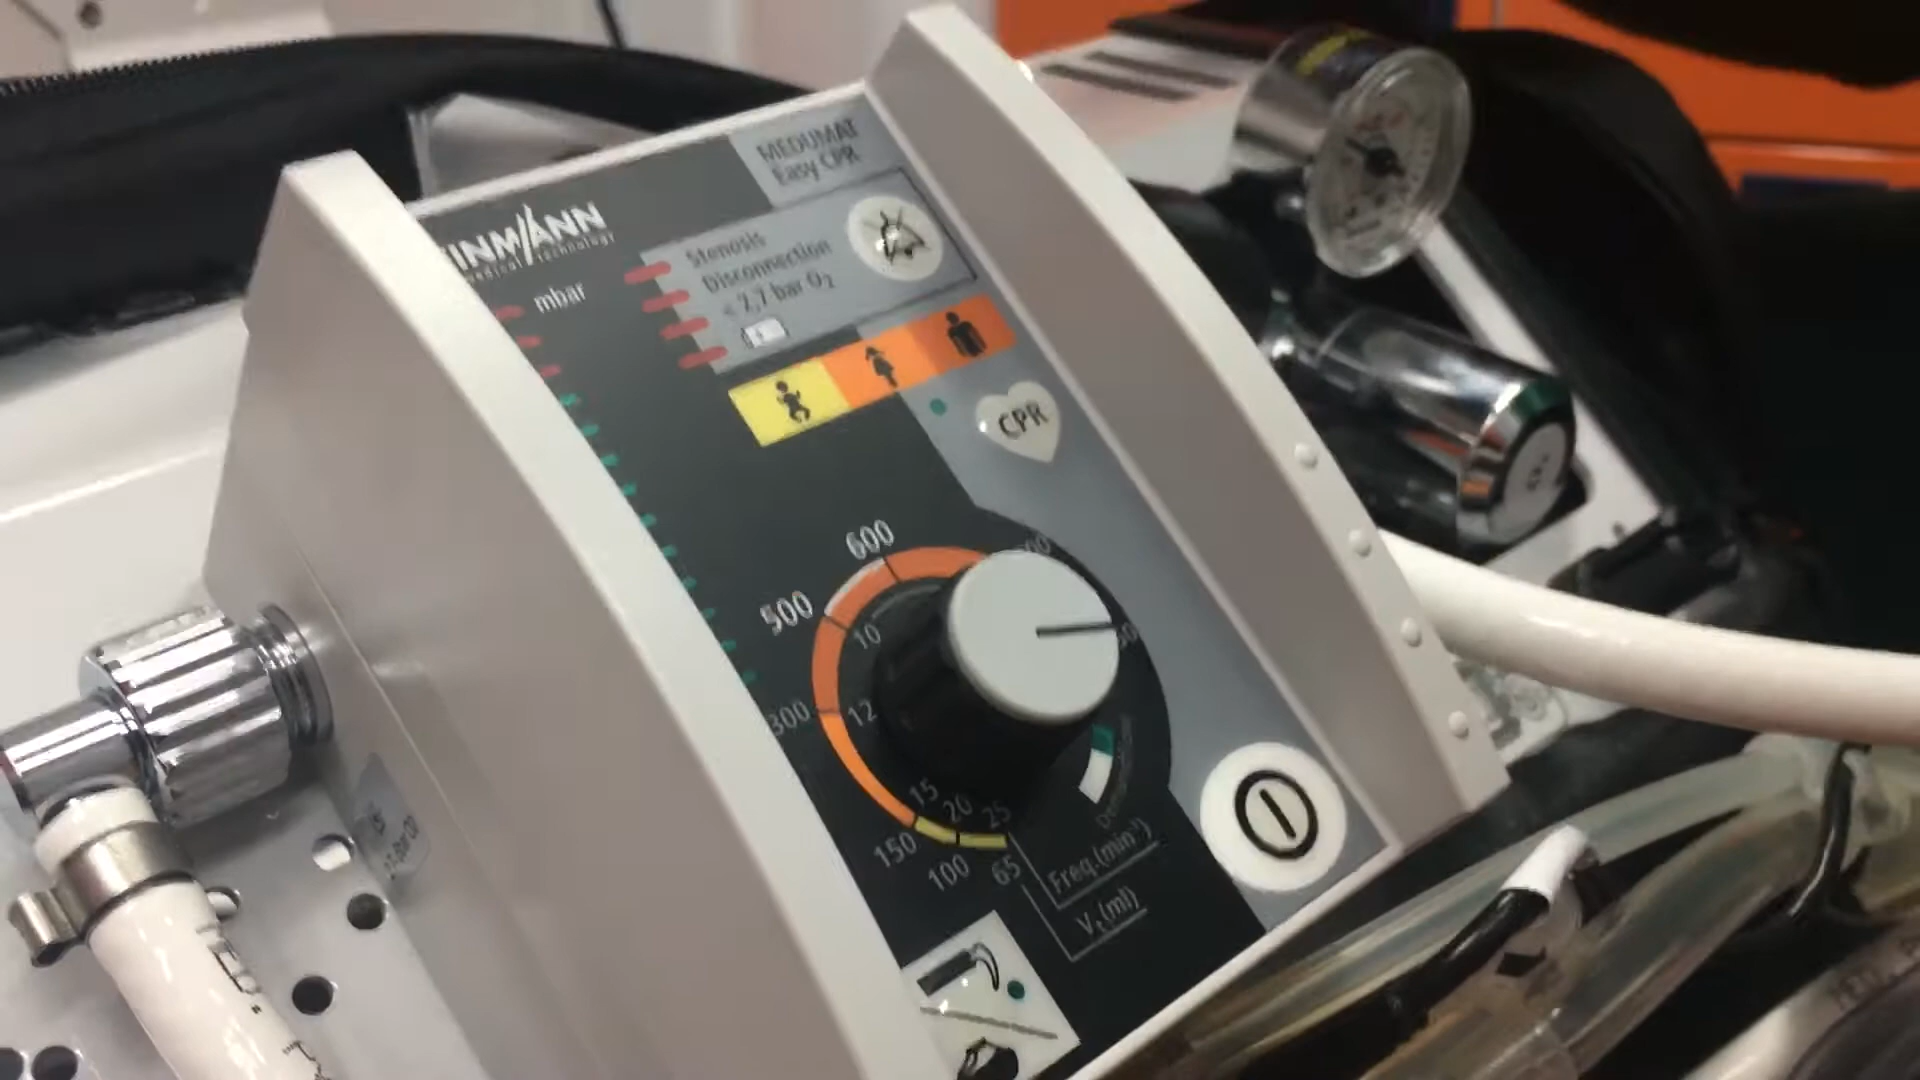 MEDUMAT
Easy CPR
INMANN
medical technology
mbar
Stenosis
Disconnection
< 2,7 bar O₂
CPR
600
500
10
300
12
15
20
25
150
100
65
Freq.(min⁻¹)
Vₜ(ml)